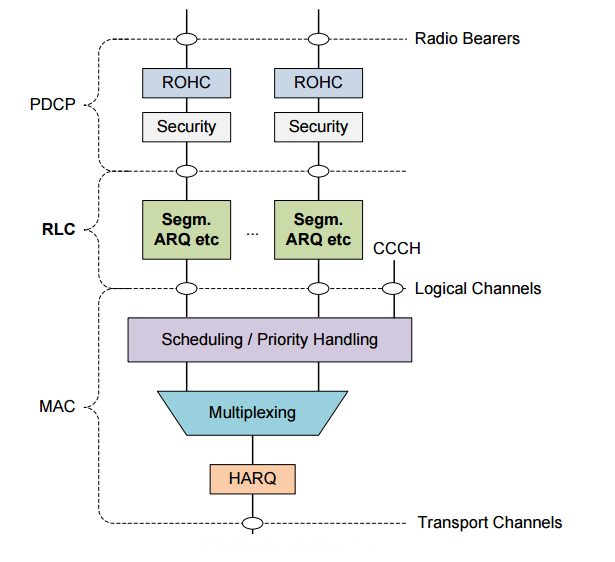 Radio Bearers
ROHC
ROHC
PDCP
Security
Security
Segm.
ARQ etc
...
Segm.
ARQ etc
RLC
CCCH
Logical Channels
Scheduling / Priority Handling
MAC
Multiplexing
HARQ
Transport Channels